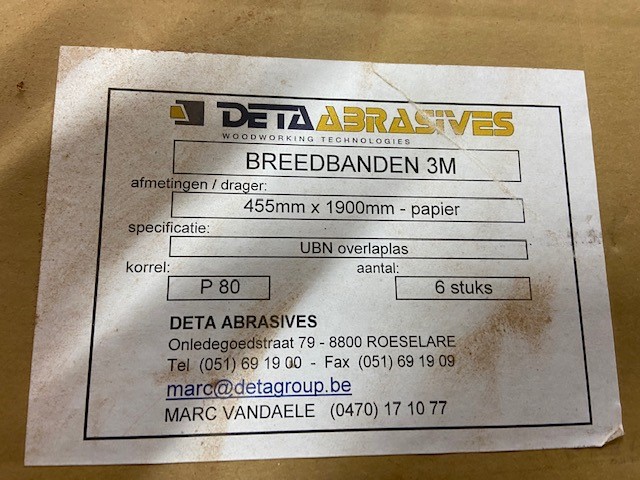 DETA ABRASIVES
WOODWORKING TECHNOLOGIES
BREEDBANDEN 3M
afmetingen / drager:
455mm x 1900mm - papier
specificatie:
UBN overlaplas
korrel: aantal:
P 80 6 stuks
DETA ABRASIVES
Onledegoedstraat 79 - 8800 ROESELARE
Tel (051) 69 19 00 - Fax (051) 69 19 09
marc@detagroup.be
MARC VANDAELE (0470) 17 10 77